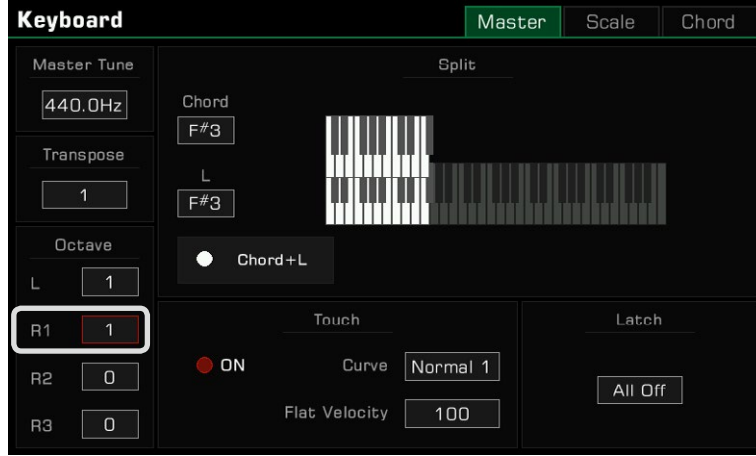 Keyboard
Master
Scale
Chord
Master Tune
440.0Hz
Transpose
1
Octave
L 1
R1 1
R2 0
R3 0
Split
Chord
F#3
L
F#3
Chord+L
Touch
ON
Curve Normal 1
Flat Velocity 100
Latch
All Off